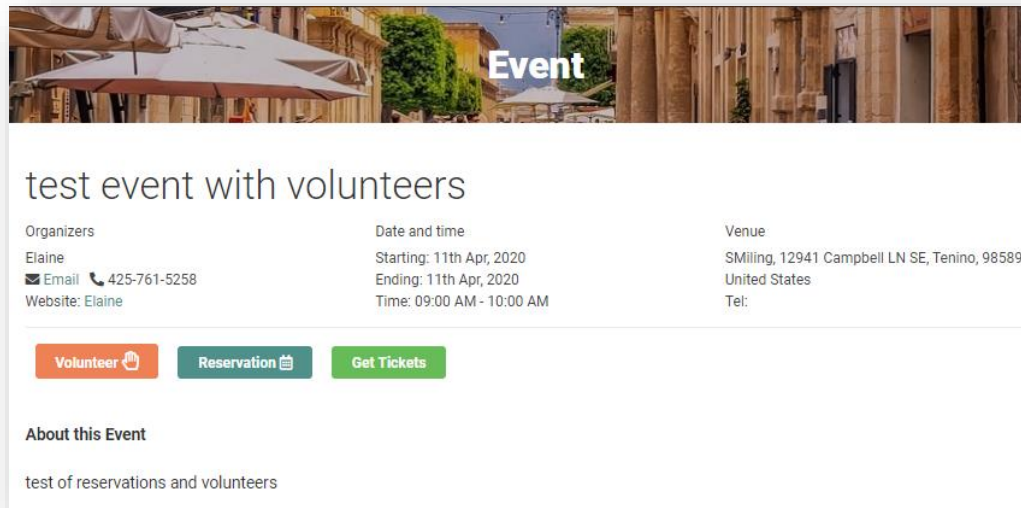 Event
test event with volunteers
Organizers
Elaine
Email 425-761-5258
Website: Elaine
Date and time
Starting: 11th Apr, 2020
Ending: 11th Apr, 2020
Time: 09:00 AM - 10:00 AM
Venue
SMiling, 12941 Campbell LN SE, Tenino, 98589
United States
Tel:
Volunteer Reservation Get Tickets
About this Event
test of reservations and volunteers